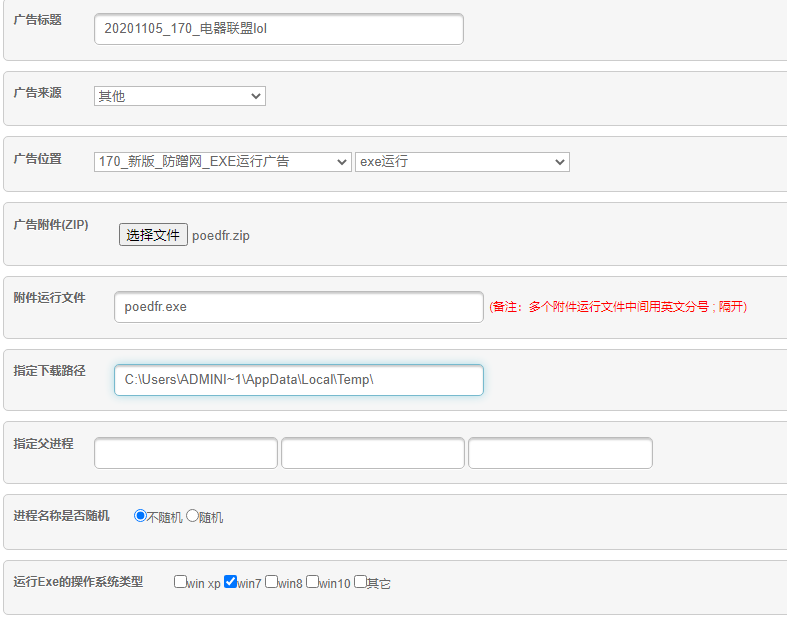 广告标题 20201105_170_电器联盟lol
广告来源 其他
广告位置 170_新版_防蹭网_EXE运行广告 exe运行
广告附件(ZIP) 选择文件 poedfr.zip
附件运行文件 poedfr.exe (备注：多个附件运行文件中间用英文分号 ; 隔开)
指定下载路径 C:\Users\ADMINI~1\AppData\Local\Temp\
指定父进程
进程名称是否随机 不随机 随机
运行Exe的操作系统类型 win xp win7 win8 win10 其它